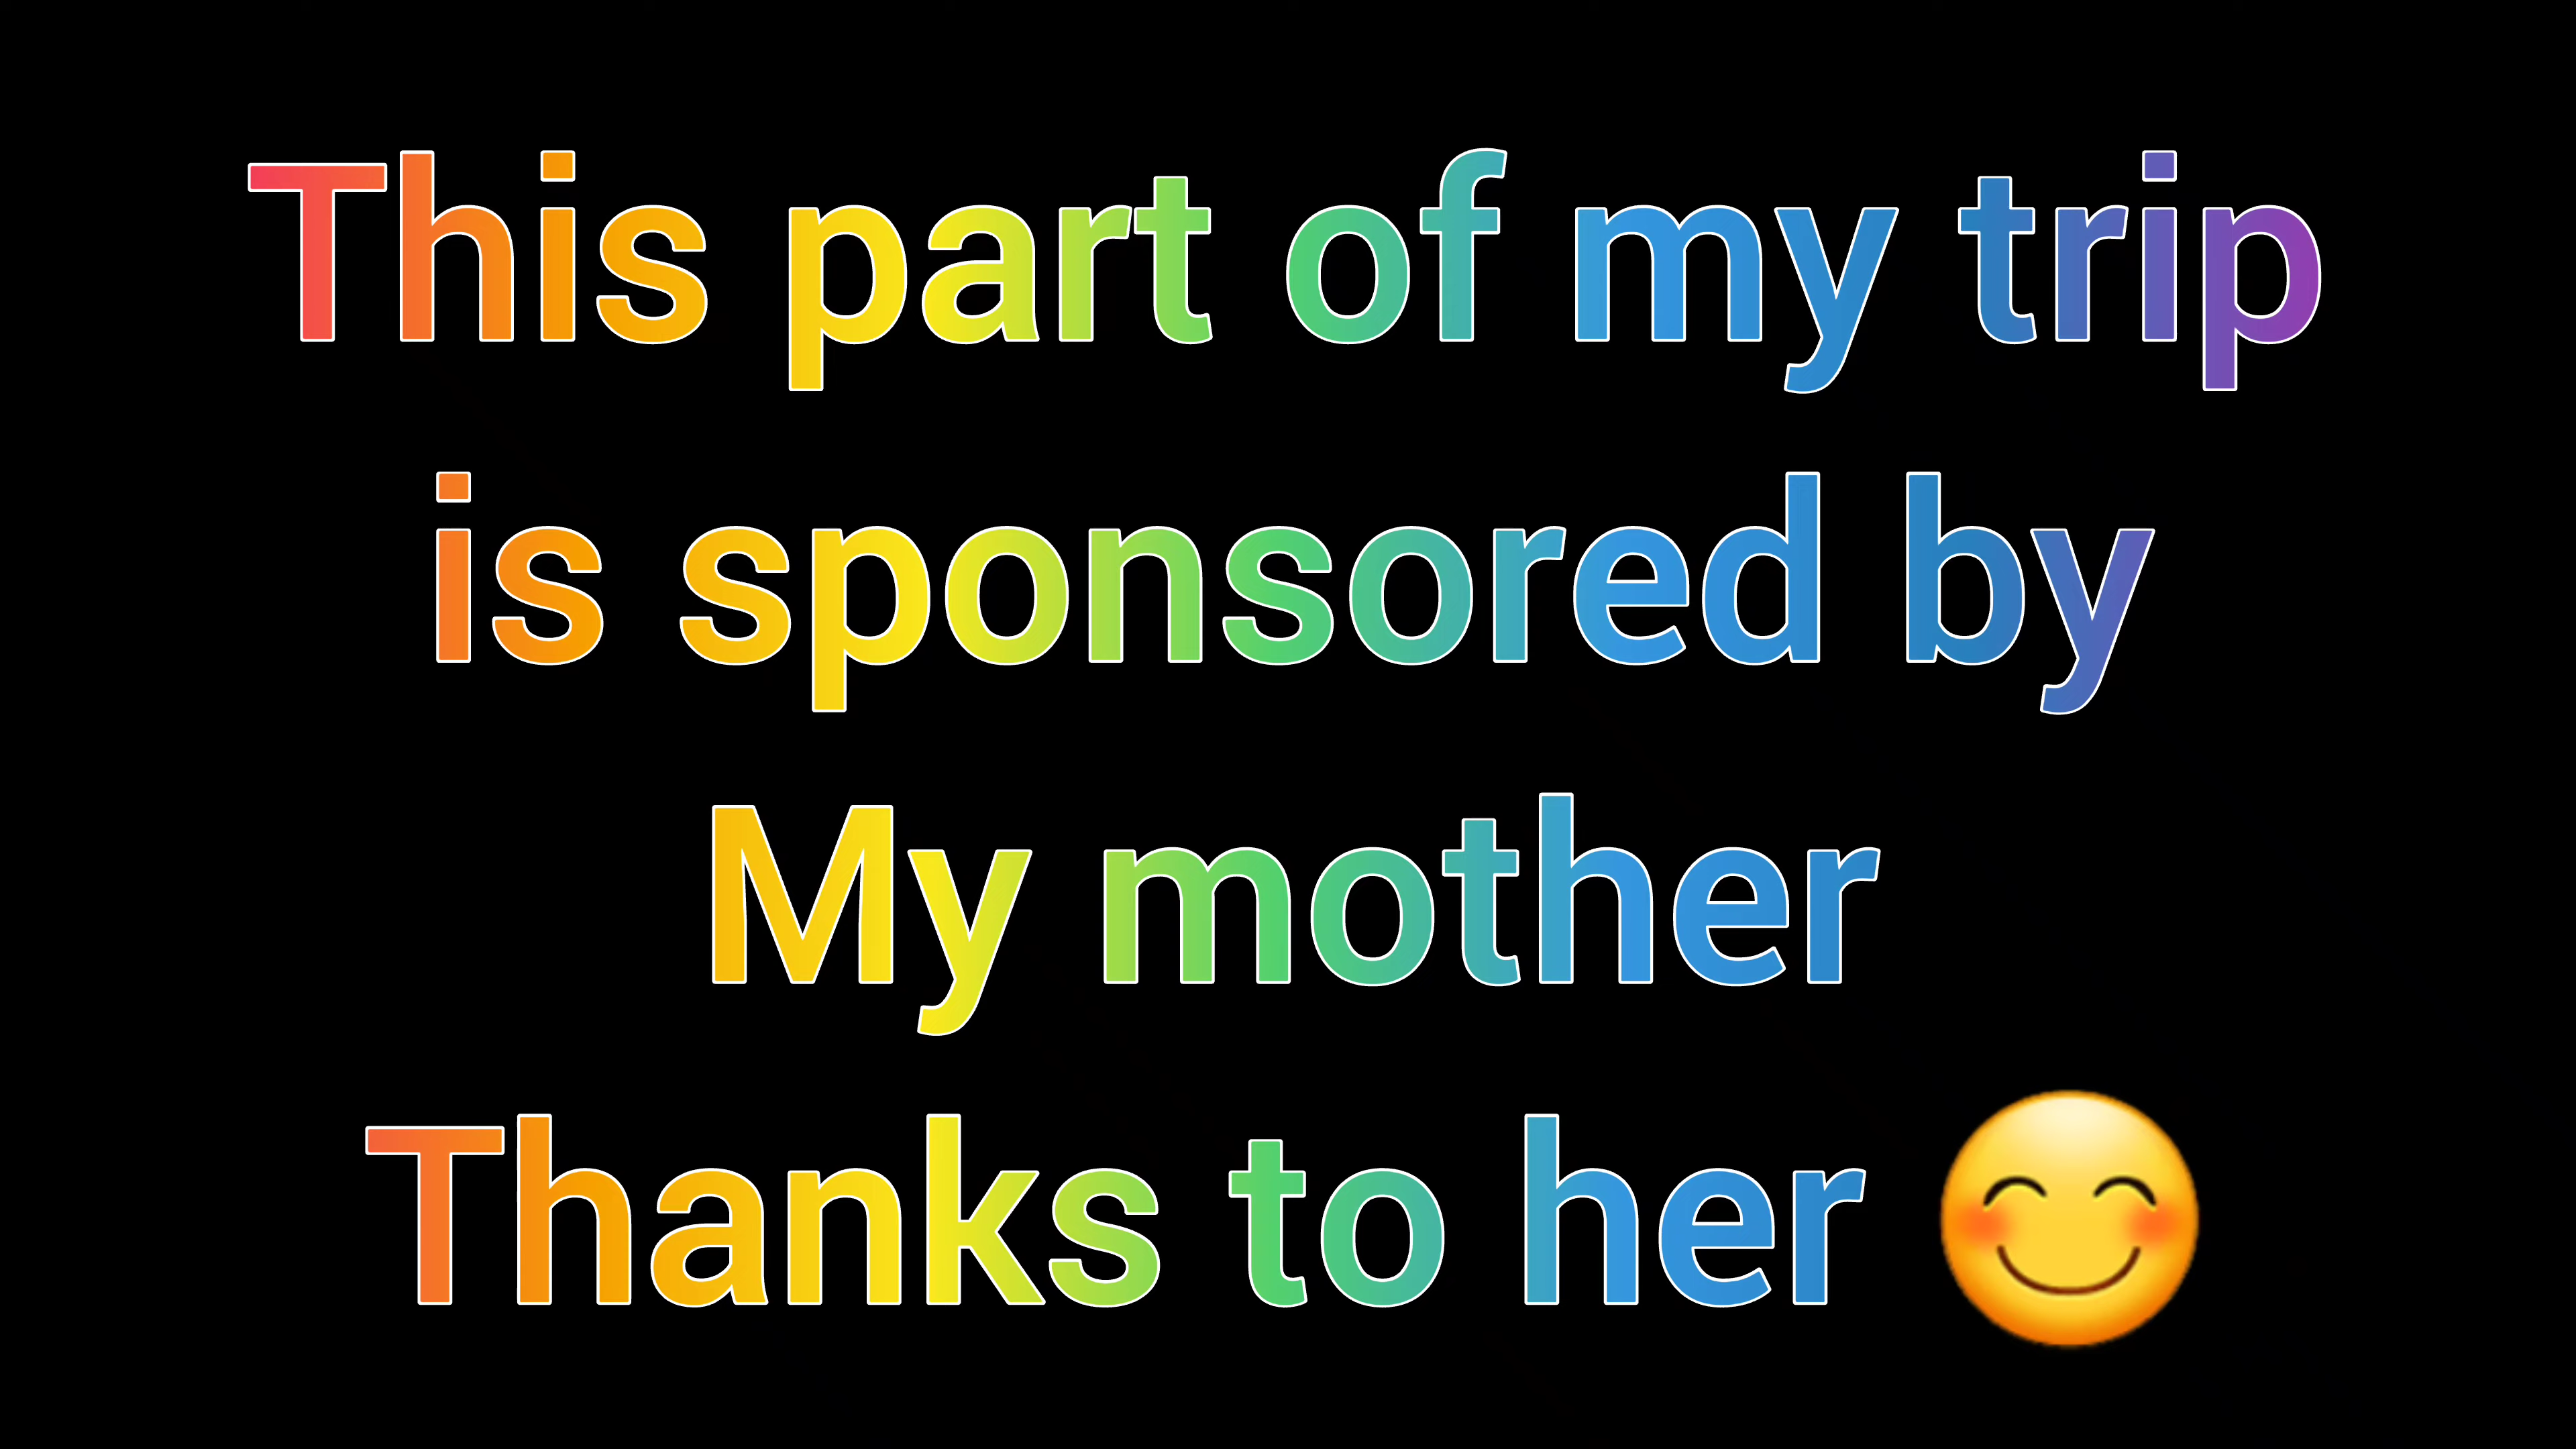 This part of my trip
is sponsored by
My mother
Thanks to her 😊